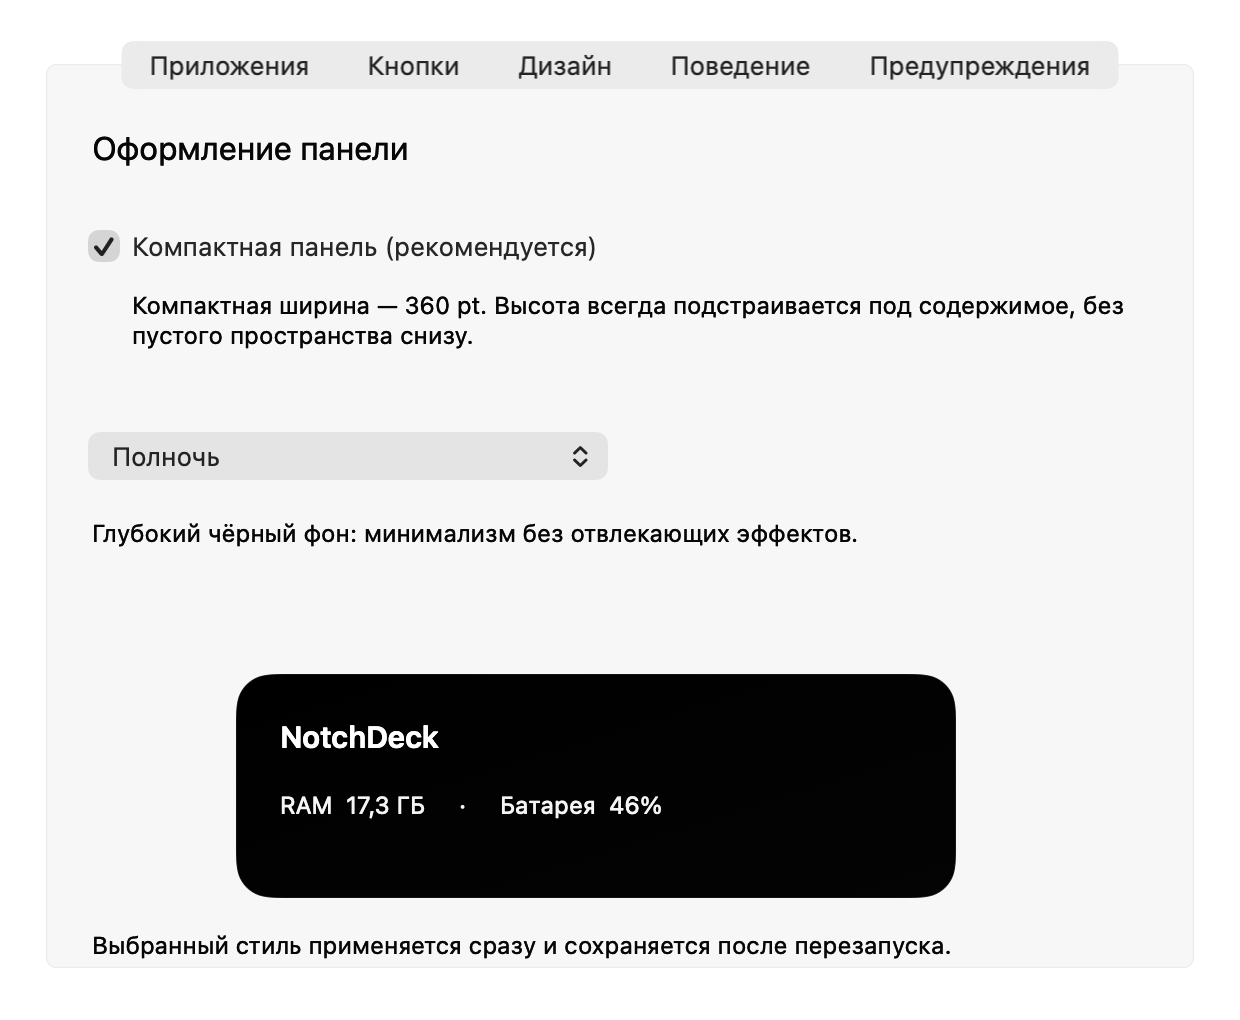 Приложения Кнопки Дизайн Поведение Предупреждения
Оформление панели
Компактная панель (рекомендуется)
Компактная ширина — 360 pt. Высота всегда подстраивается под содержимое, без
пустого пространства снизу.
Полночь
Глубокий чёрный фон: минимализм без отвлекающих эффектов.
NotchDeck
RAM 17,3 ГБ · Батарея 46%
Выбранный стиль применяется сразу и сохраняется после перезапуска.